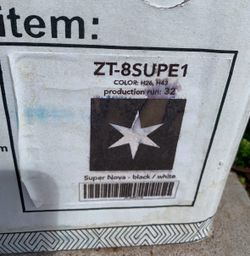 item:
ZT-8SUPE1
COLOR: H26, H43
production run: 32
Super Nova - black / white
m